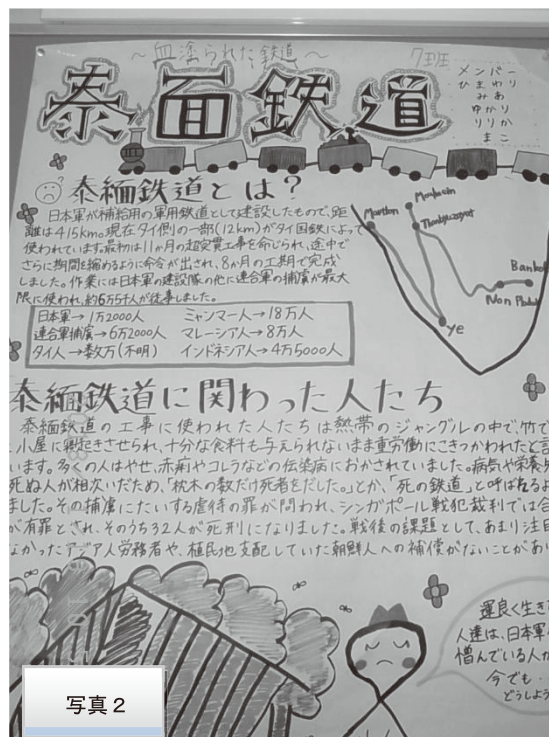 ～血塗られた鉄道～
7班
泰面鉄道
メンバー
ひまわり
みあ
ゆかり
りりか
まこ
泰緬鉄道とは?
日本軍が補給用の軍用鉄道として建設したもので、距
離は415km。現在タイ側の一部(12km)がタイ国鉄によって
使われています。最初は11か月の超突貫工事を命じられ、途中で
さらに期間を縮めるように命令が出され、8か月の工期で完成
しました。作業には日本軍の建設隊の他に連合軍の捕虜が最大
限に使われ、約6万5千人が従事しました。
日本軍→1万2000人 ミャンマー人→18万人
連合軍捕虜→6万2000人 マレーシア人→8万人
タイ人→数万(不明) インドネシア人→4万5000人
Thanbyuzayat
Ye
泰緬鉄道に関わった人たち
泰緬鉄道の工事に使われた人たちは熱帯のジャングルの中で、竹で
小屋に寝起きさせられ、十分な食料も与えられないまま重労働にこきつかわれたと言
います。多くの人はやせ、赤痢やコレラなどの伝染病におかされていました。病気や栄養
死ぬ人が相次いだため、「枕木の数だけ死者をだした。」とか、「死の鉄道」と呼ばれるよ
ました。その捕虜にたいする虐待の罪が問われ、シンガポール戦犯裁判では合
が有罪とされ、そのうち32人が死刑になりました。戦後の課題として、あまり注目
なかったアジア人労務者や、植民地支配していた朝鮮人への補償がないことがあ
運良く生き
人達は、日本軍
憎んでいる人が
今でも・
どうしよう
写真2